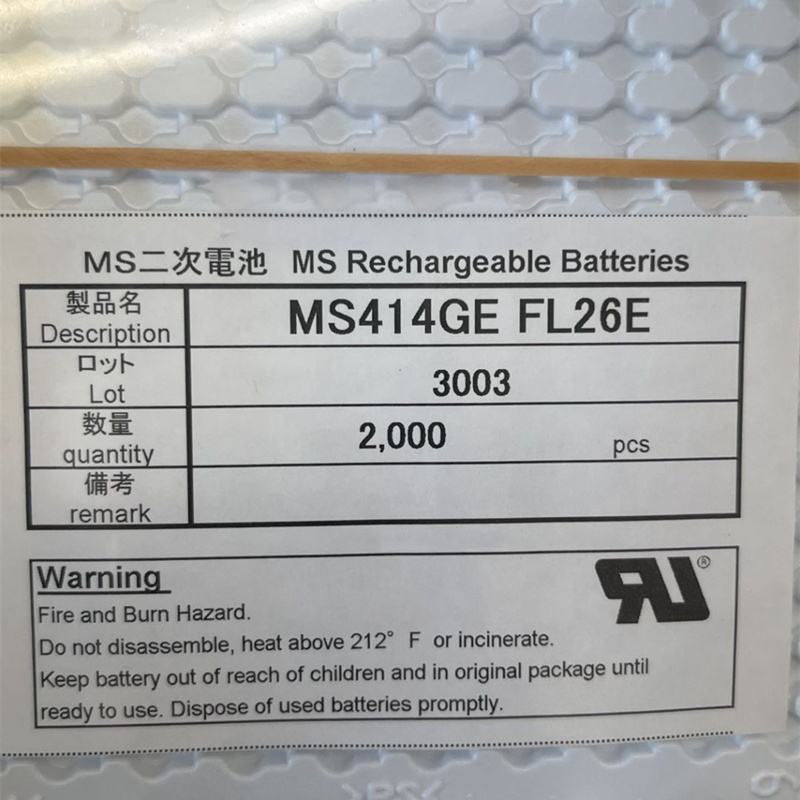 MS二次電池 MS Rechargeable Batteries
製品名
Description
MS414GE FL26E
ロット
Lot
3003
数量
quantity
2,000 pcs
備考
remark
Warning
Fire and Burn Hazard.
Do not disassemble, heat above 212° F or incinerate.
Keep battery out of reach of children and in original package until
ready to use. Dispose of used batteries promptly.
®
>PS<